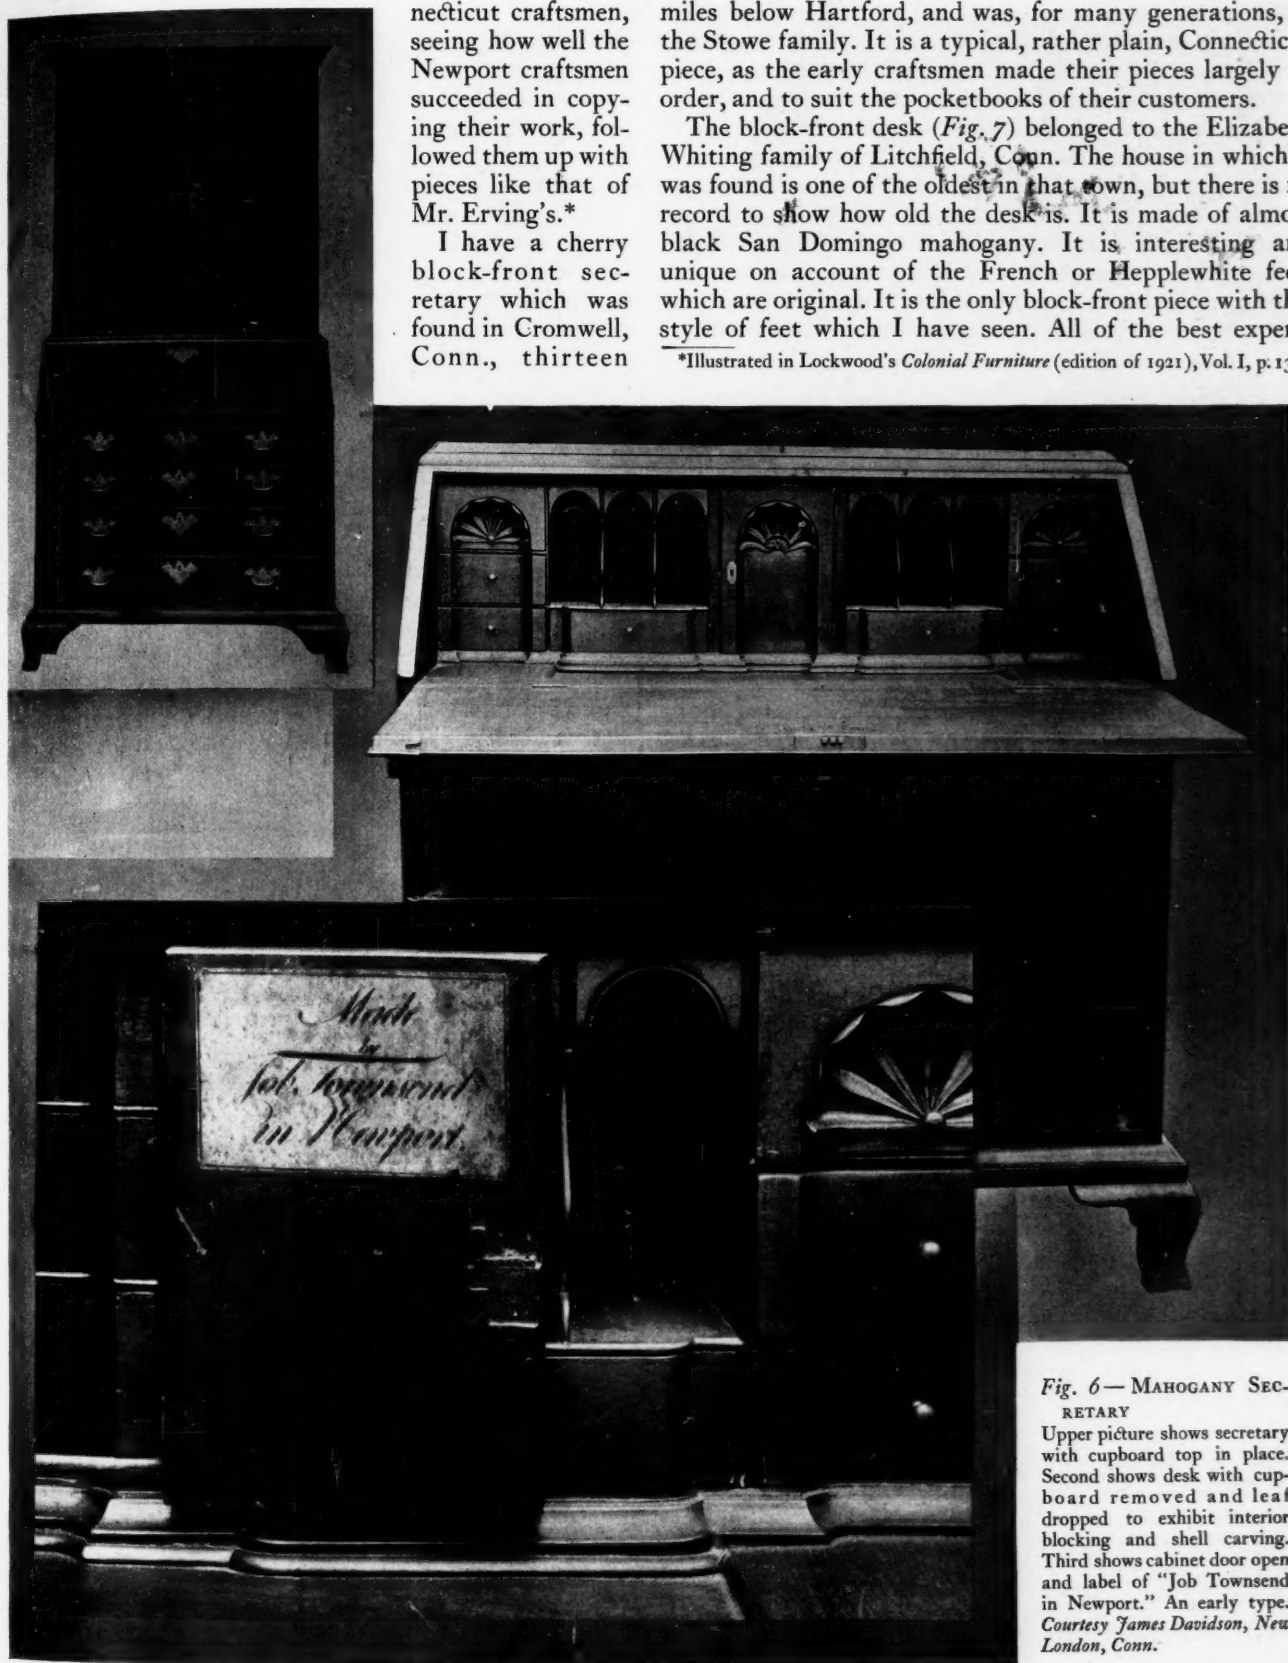 necticut craftsmen,
seeing how well the
Newport craftsmen
succeeded in copy-
ing their work, fol-
lowed them up with
pieces like that of
Mr. Erving's.*
I have a cherry
block-front sec-
retary which was
found in Cromwell,
Conn., thirteen
miles below Hartford, and was, for many generations,
the Stowe family. It is a typical, rather plain, Connectic
piece, as the early craftsmen made their pieces largely
order, and to suit the pocketbooks of their customers.
The block-front desk (Fig. 7) belonged to the Elizabe
Whiting family of Litchfield, Conn. The house in which
was found is one of the oldest in that town, but there is
record to show how old the desk is. It is made of almo
black San Domingo mahogany. It is interesting a
unique on account of the French or Hepplewhite fe
which are original. It is the only block-front piece with th
style of feet which I have seen. All of the best exper
*Illustrated in Lockwood's Colonial Furniture (edition of 1921), Vol. I, p. 13
Made
by
Job. Townsend
in Newport.
Fig. 6—MAHOGANY SEC-
RETARY
Upper picture shows secretary
with cupboard top in place.
Second shows desk with cup-
board removed and leaf
dropped to exhibit interior
blocking and shell carving.
Third shows cabinet door open
and label of "Job Townsend
in Newport." An early type.
Courtesy James Davidson, New
London, Conn.